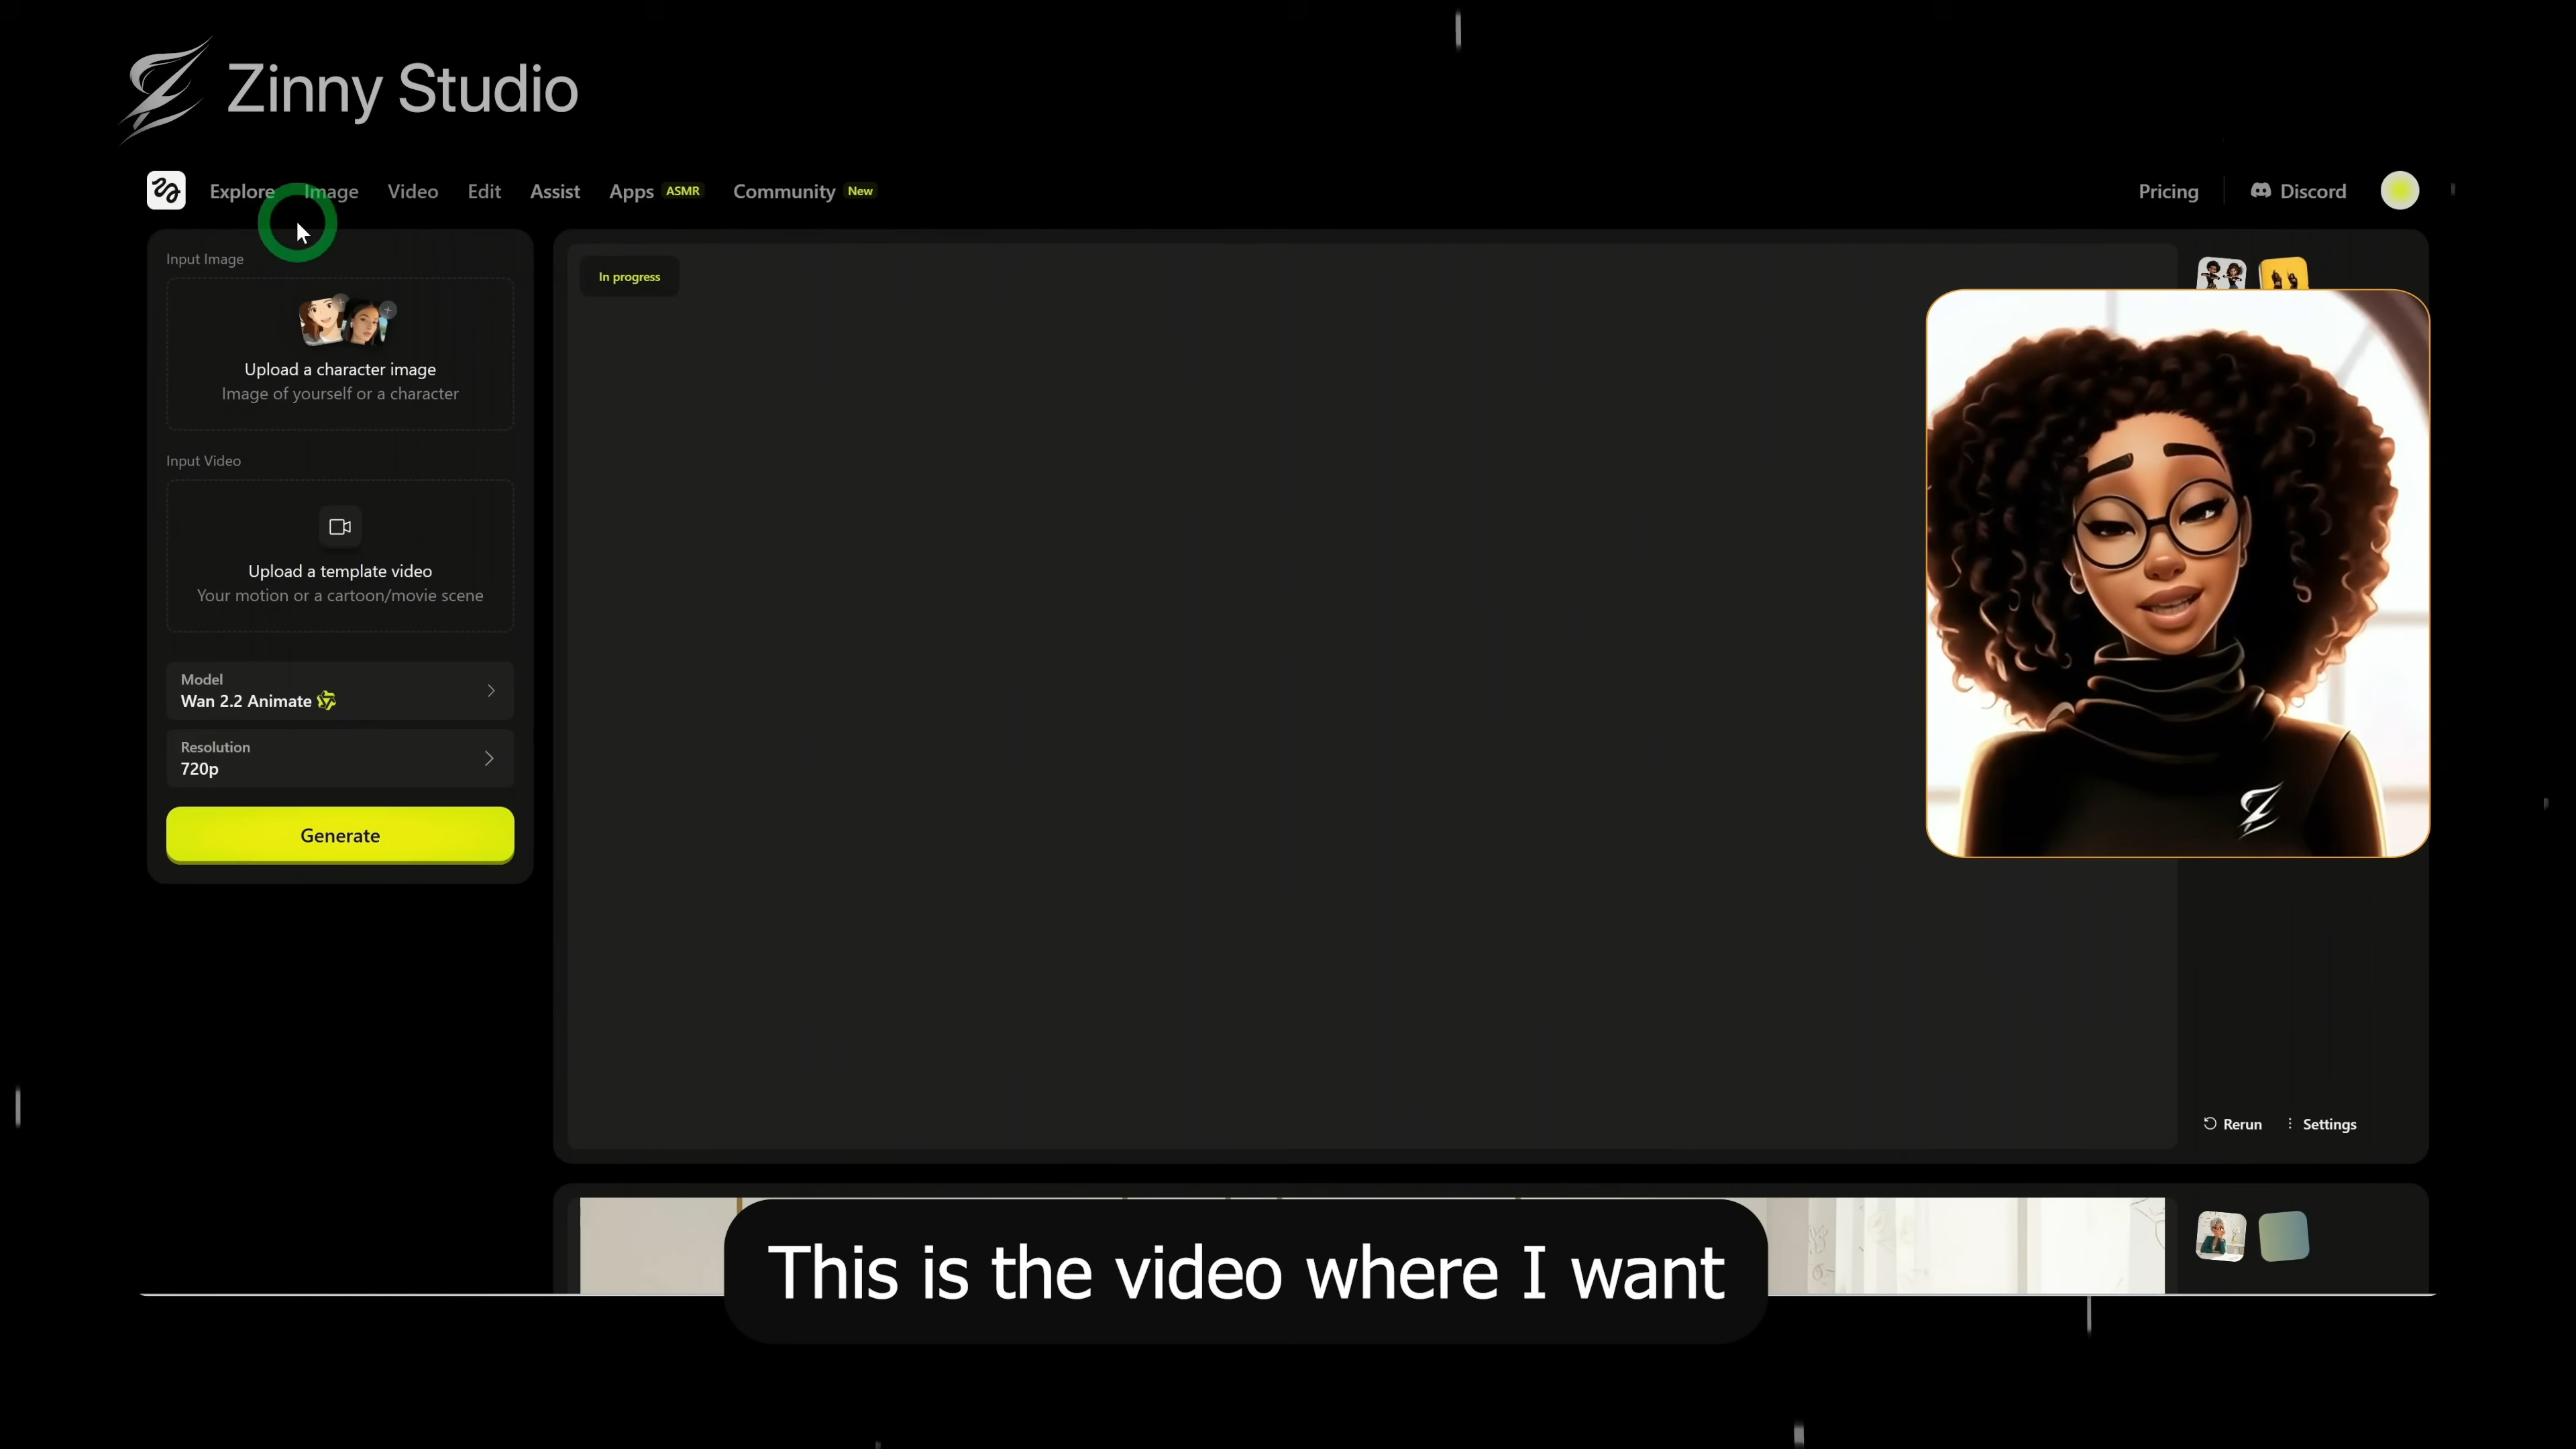 Zinny Studio
Explore Image Video Edit Assist Apps ASMR Community New Pricing Discord
Input Image
Upload a character image
Image of yourself or a character
Input Video
Upload a template video
Your motion or a cartoon/movie scene
Model
Wan 2.2 Animate
Resolution
720p
Generate
In progress
Rerun Settings
This is the video where I want